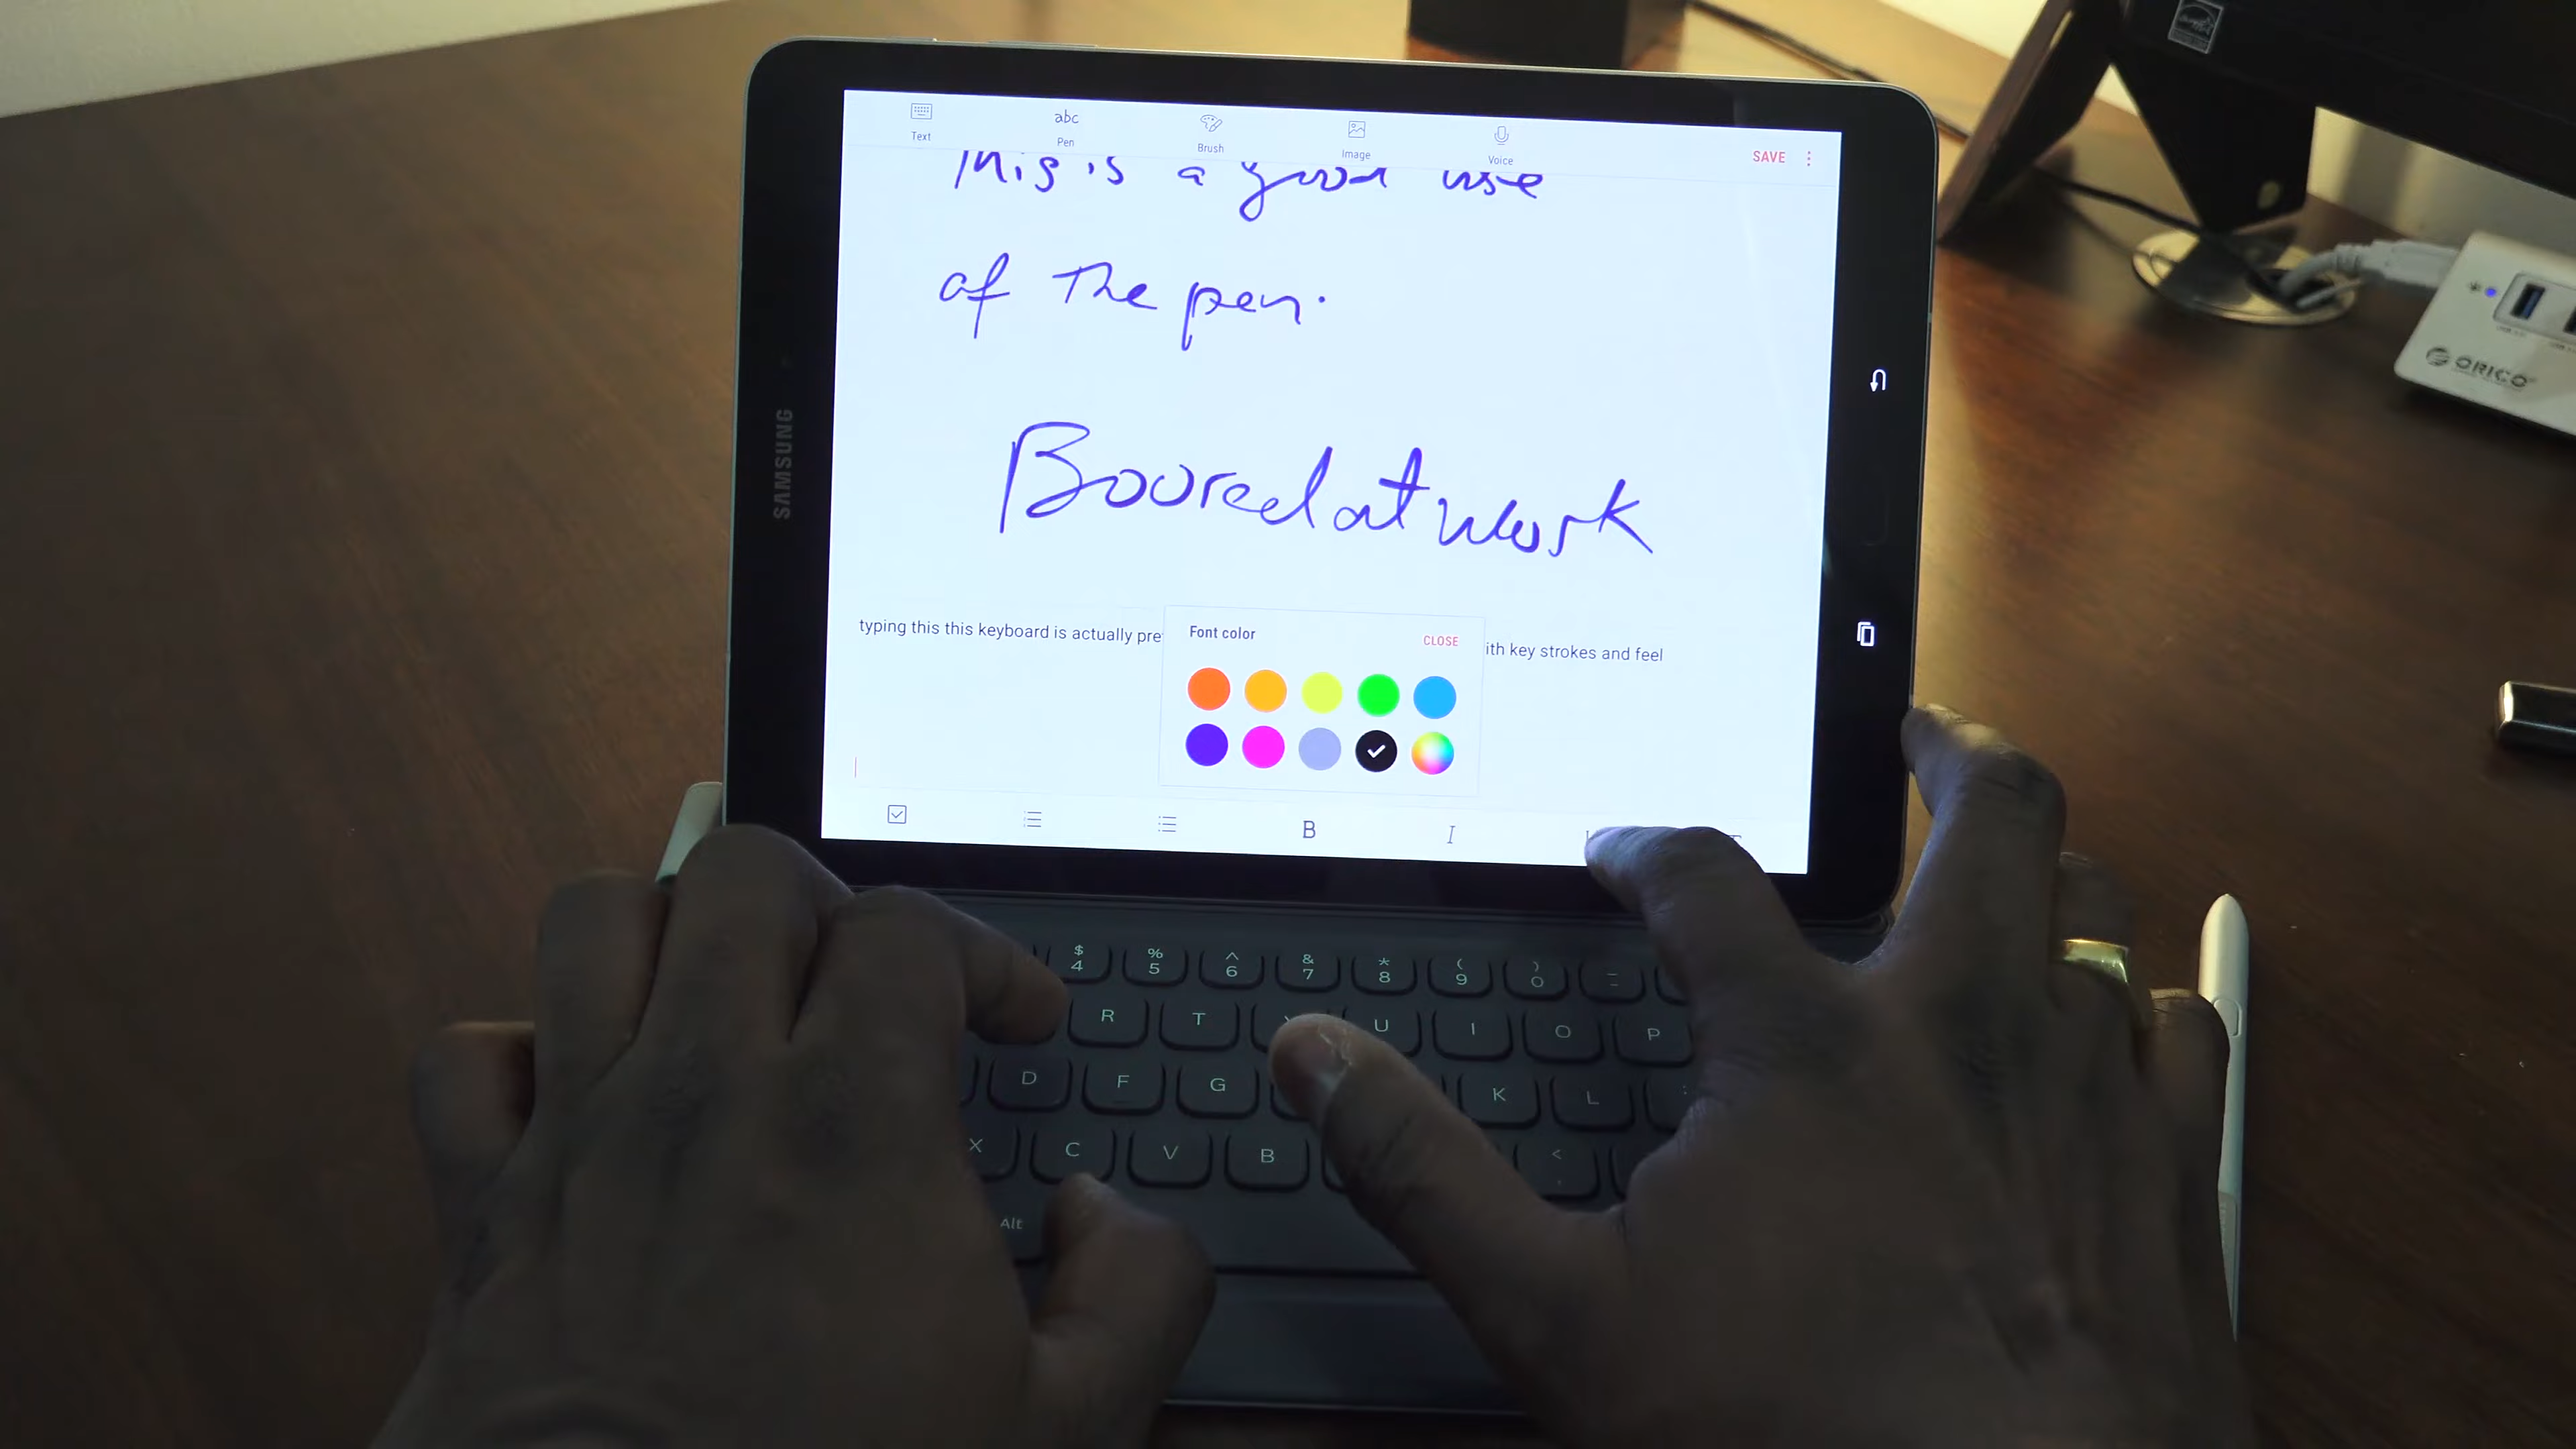 Text
abc
Pen
Brush
Image
Voice
SAVE
This is a good use
of The pen.
Booredatwork
typing this this keyboard is actually pre
ith key strokes and feel
Font color
CLOSE
B
I
SAMSUNG
ORICO
$ 4
% 5
^ 6
& 7
* 8
( 9
) 0
R
T
U
I
O
P
D
F
G
K
L
X
C
V
B
<
Alt